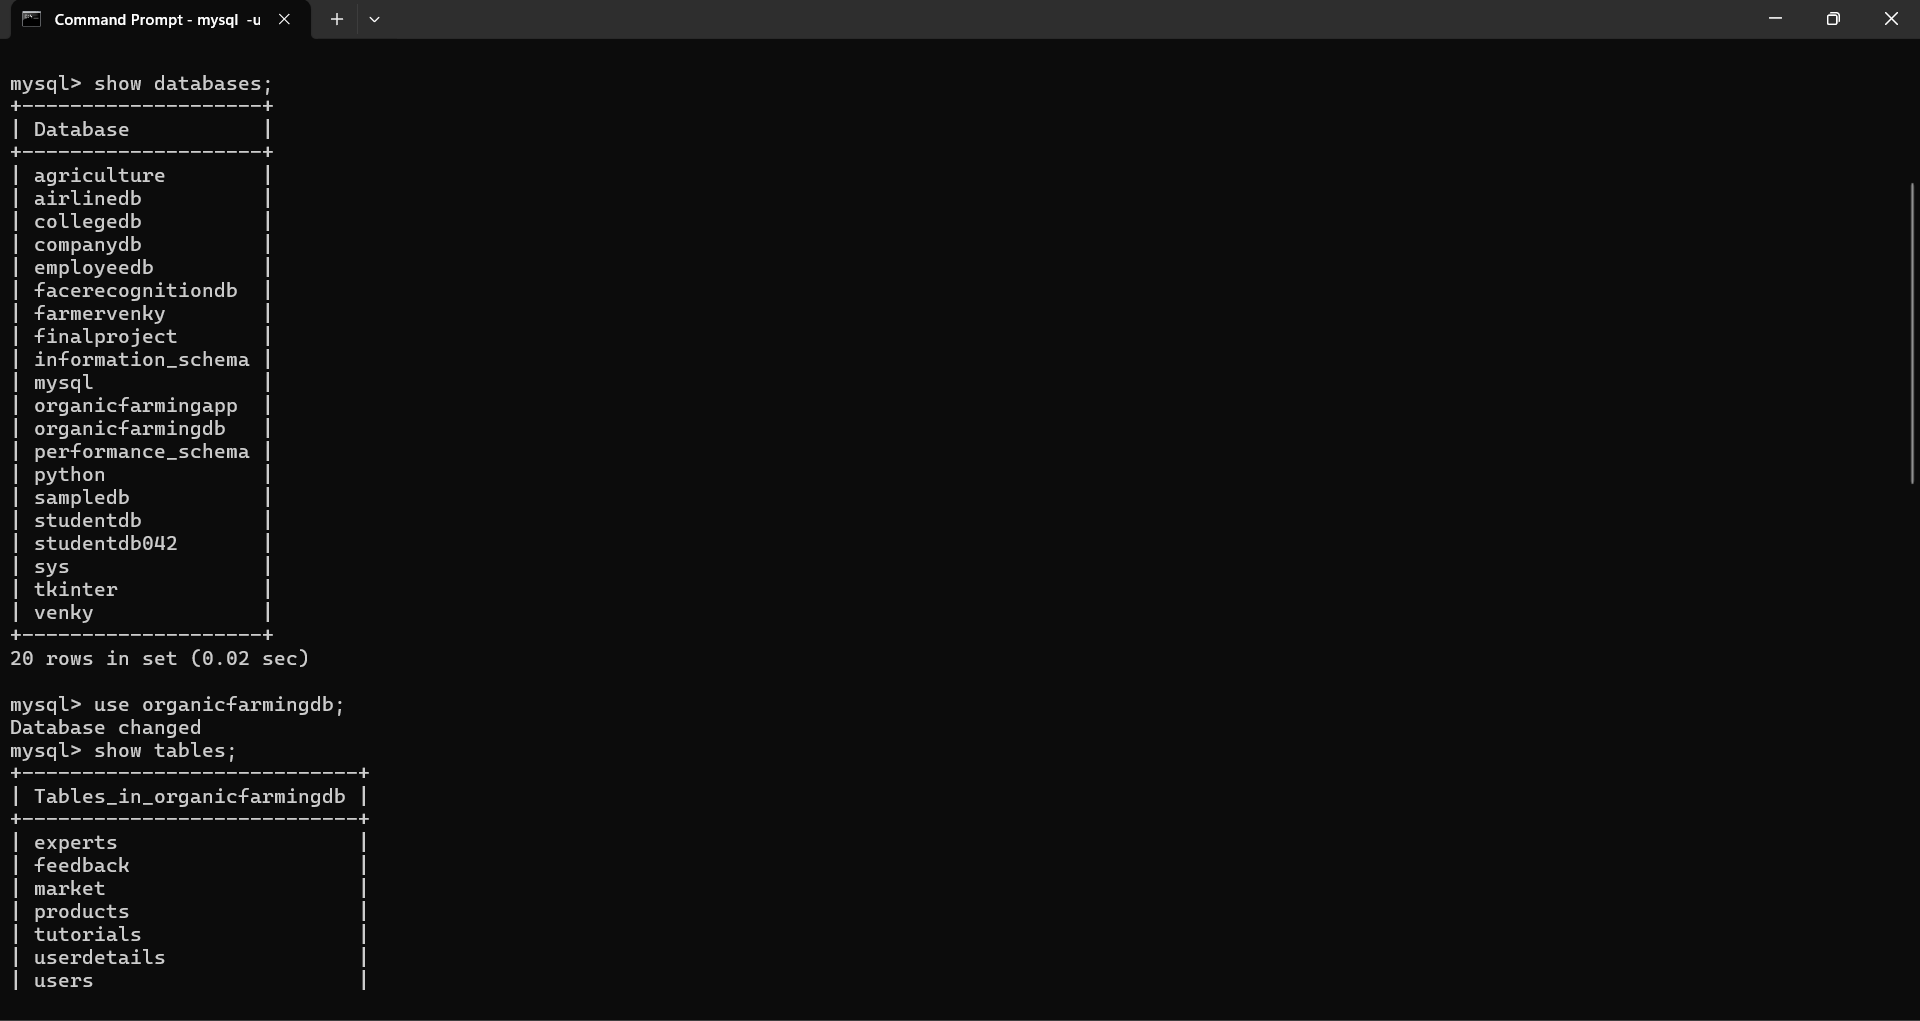 Command Prompt - mysql -u
mysql> show databases;
+--------------------+
| Database           |
+--------------------+
| agriculture        |
| airlinedb          |
| collegedb          |
| companydb          |
| employeedb         |
| facerecognitiondb  |
| farmervenky        |
| finalproject       |
| information_schema |
| mysql              |
| organicfarmingapp  |
| organicfarmingdb   |
| performance_schema |
| python             |
| sampledb           |
| studentdb          |
| studentdb042       |
| sys                |
| tkinter            |
| venky              |
+--------------------+
20 rows in set (0.02 sec)
mysql> use organicfarmingdb;
Database changed
mysql> show tables;
+----------------------------+
| Tables_in_organicfarmingdb |
+----------------------------+
| experts                    |
| feedback                   |
| market                     |
| products                   |
| tutorials                  |
| userdetails                |
| users                      |